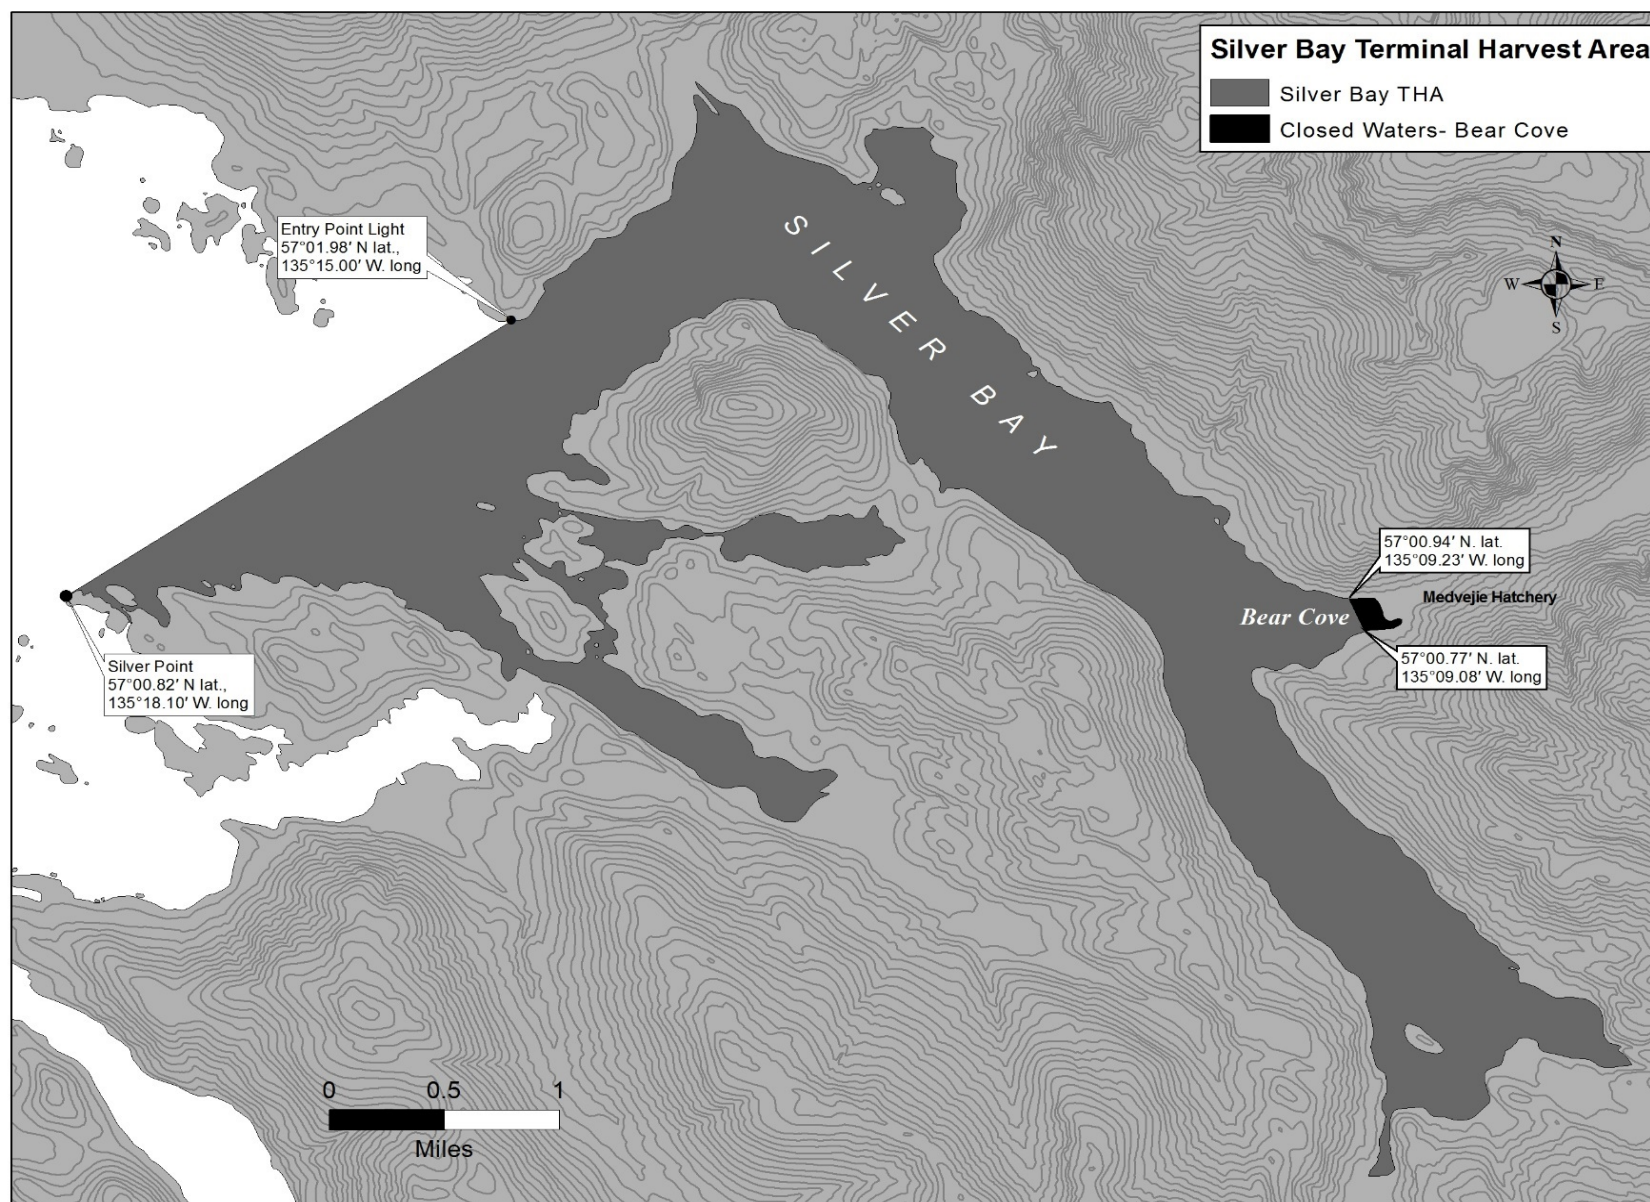 Silver Bay Terminal Harvest Area
Silver Bay THA
Closed Waters- Bear Cove
Entry Point Light
57°01.98′ N lat.,
135°15.00′ W. long
SILVER BAY
N
W
E
S
57°00.94′ N. lat.
135°09.23′ W. long
Medvejie Hatchery
Bear Cove
57°00.77′ N. lat.
135°09.08′ W. long
Silver Point
57°00.82′ N lat.,
135°18.10′ W. long
0 0.5 1
Miles